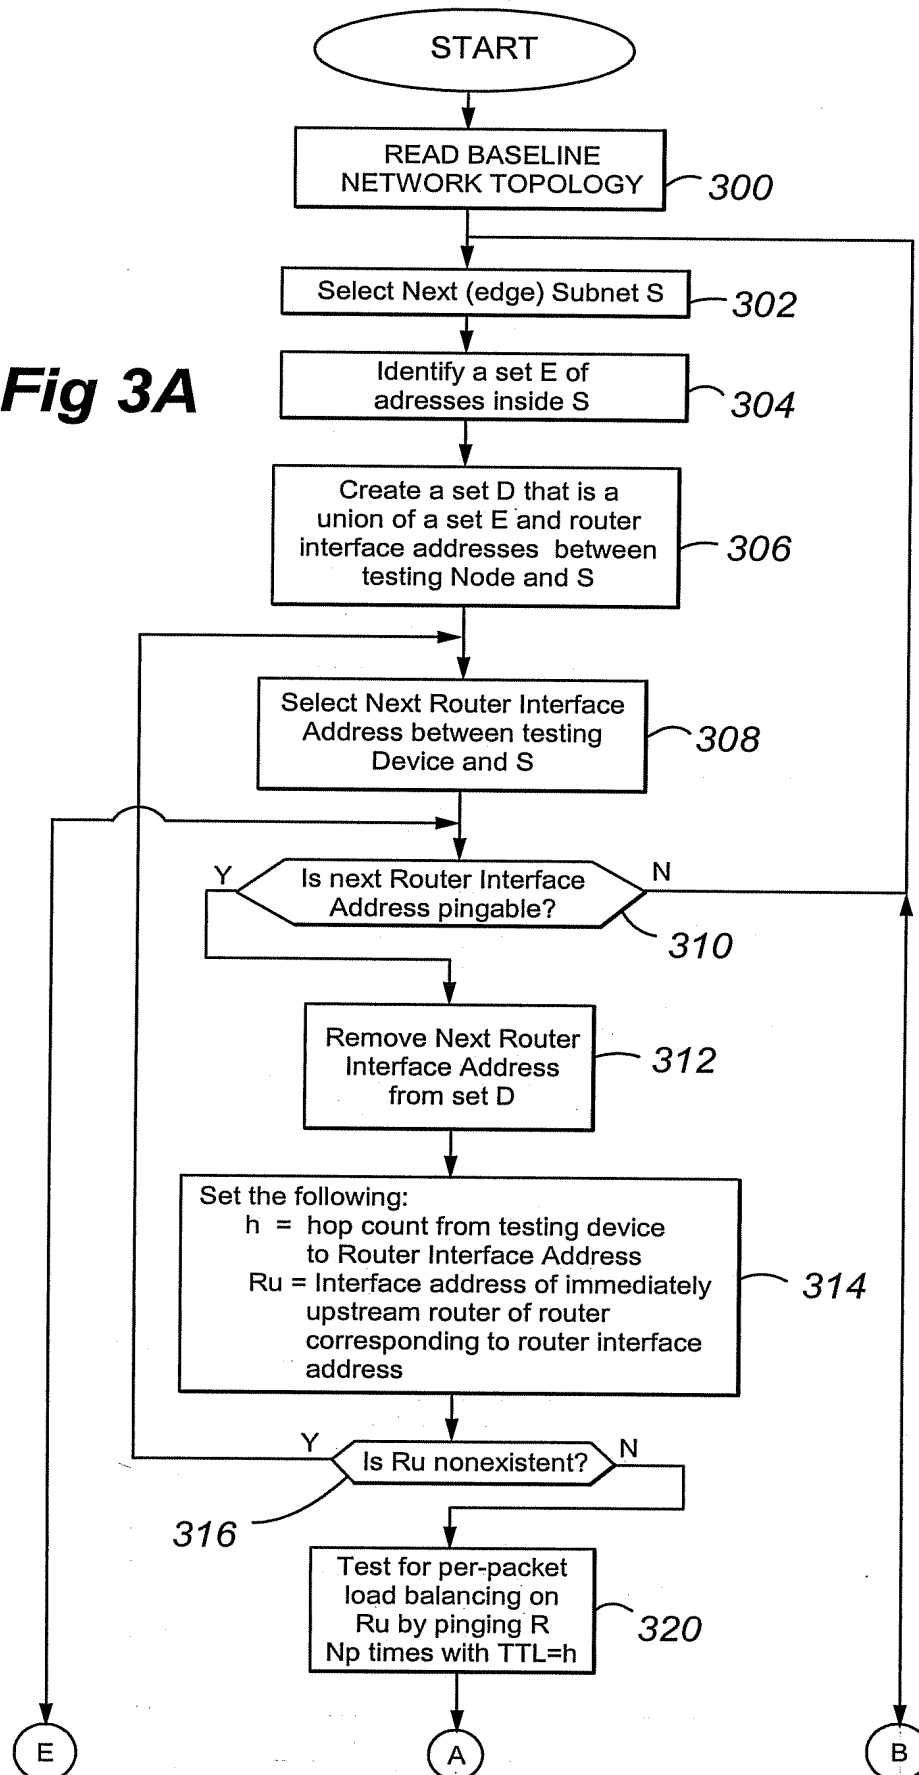 START
READ BASELINE
NETWORK TOPOLOGY
300
Select Next (edge) Subnet S
302
Fig 3A
Identify a set E of
adresses inside S
304
Create a set D that is a
union of a set E and router
interface addresses between
testing Node and S
306
Select Next Router Interface
Address between testing
Device and S
308
Y
Is next Router Interface
Address pingable?
N
310
Remove Next Router
Interface Address
from set D
312
Set the following:
h = hop count from testing device
to Router Interface Address
Ru = Interface address of immediately
upstream router of router
corresponding to router interface
address
314
Y
Is Ru nonexistent?
N
316
Test for per-packet
load balancing on
Ru by pinging R
Np times with TTL=h
320
E
A
B